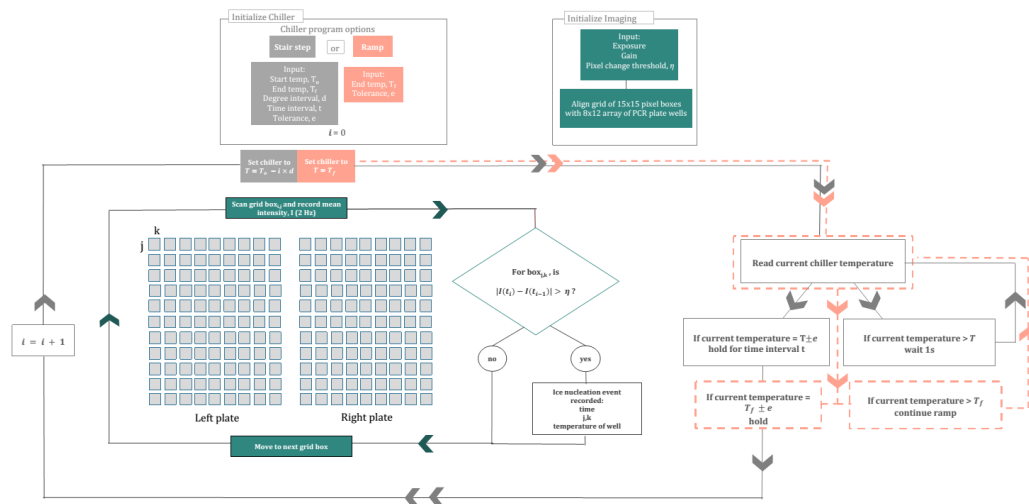 Initialize Chiller
Chiller program options
Stair step
or
Ramp
Input:
Start temp, Tₒ
End temp, T_f
Degree interval, d
Time interval, t
Tolerance, e
Input:
End temp, T_f
Tolerance, e
i = 0
Initialize Imaging
Input:
Exposure
Gain
Pixel change threshold, η
Align grid of 15x15 pixel boxes
with 8x12 array of PCR plate wells
Set chiller to
T = Tₒ − i × d
Set chiller to
T = T_f
Scan grid box_i,j and record mean
intensity, I (2 Hz)
k
j
Left plate
Right plate
For box_j,k, is
|I(t_i) − I(t_i−1)| > η ?
no
yes
Ice nucleation event
recorded:
time
j,k
temperature of well
Move to next grid box
i = i + 1
Read current chiller temperature
If current temperature = T±e
hold for time interval t
If current temperature > T
wait 1s
If current temperature =
T_f ± e
hold
If current temperature > T_f
continue ramp